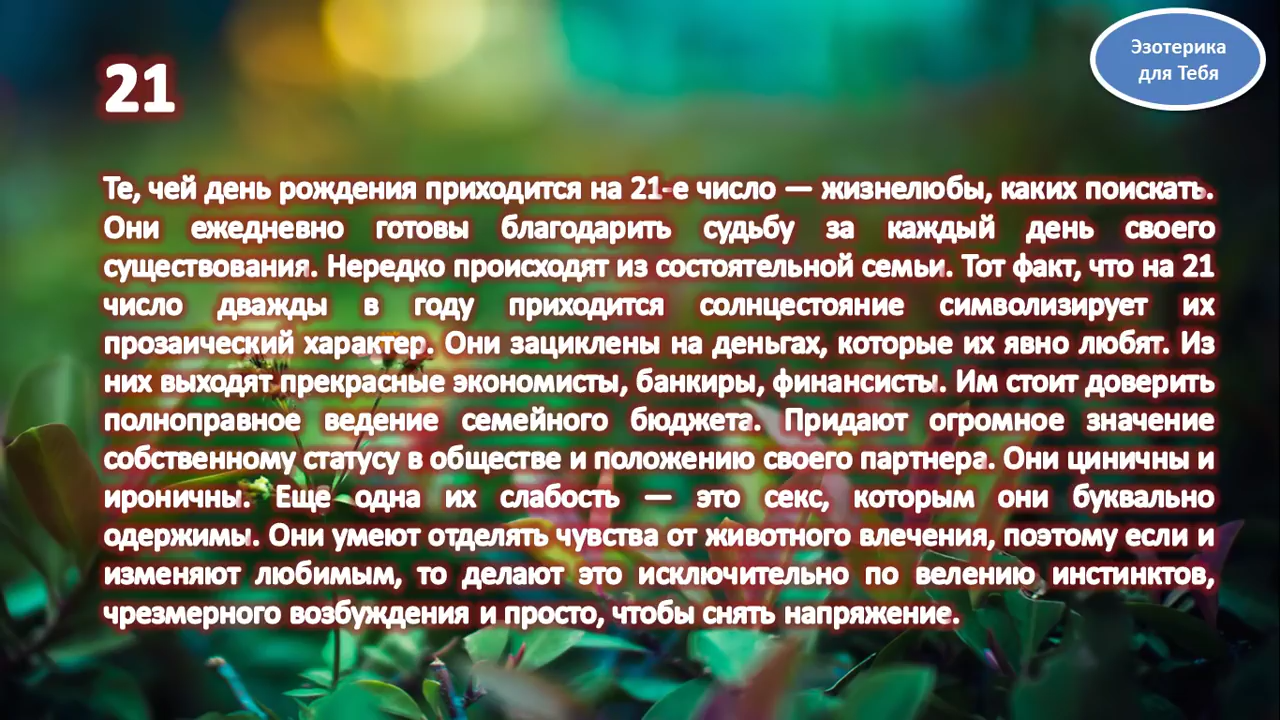 Эзотерика
для Тебя
21
Те, чей день рождения приходится на 21-е число — жизнелюбы, каких поискать.
Они ежедневно готовы благодарить судьбу за каждый день своего
существования. Нередко происходят из состоятельной семьи. Тот факт, что на 21
число дважды в году приходится солнцестояние символизирует их
прозаический характер. Они зациклены на деньгах, которые их явно любят. Из
них выходят прекрасные экономисты, банкиры, финансисты. Им стоит доверить
полноправное ведение семейного бюджета. Придают огромное значение
собственному статусу в обществе и положению своего партнера. Они циничны и
ироничны. Еще одна их слабость — это секс, которым они буквально
одержимы. Они умеют отделять чувства от животного влечения, поэтому если и
изменяют любимым, то делают это исключительно по велению инстинктов,
чрезмерного возбуждения и просто, чтобы снять напряжение.